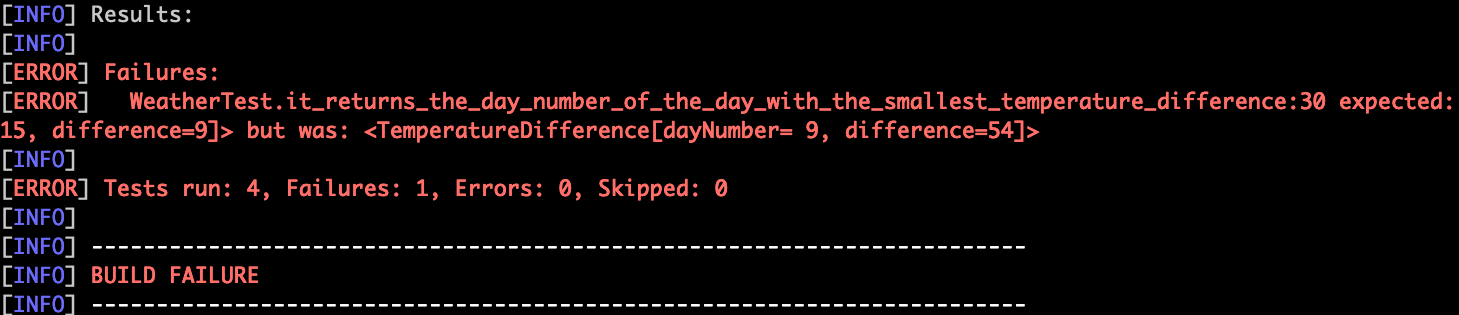 [INFO] Results:
[INFO]
[ERROR] Failures:
[ERROR]   WeatherTest.it_returns_the_day_number_of_the_day_with_the_smallest_temperature_difference:30 expected:
15, difference=9]> but was: <TemperatureDifference[dayNumber= 9, difference=54]>
[INFO]
[ERROR] Tests run: 4, Failures: 1, Errors: 0, Skipped: 0
[INFO]
[INFO] ------------------------------------------------------------------------
[INFO] BUILD FAILURE
[INFO] ------------------------------------------------------------------------